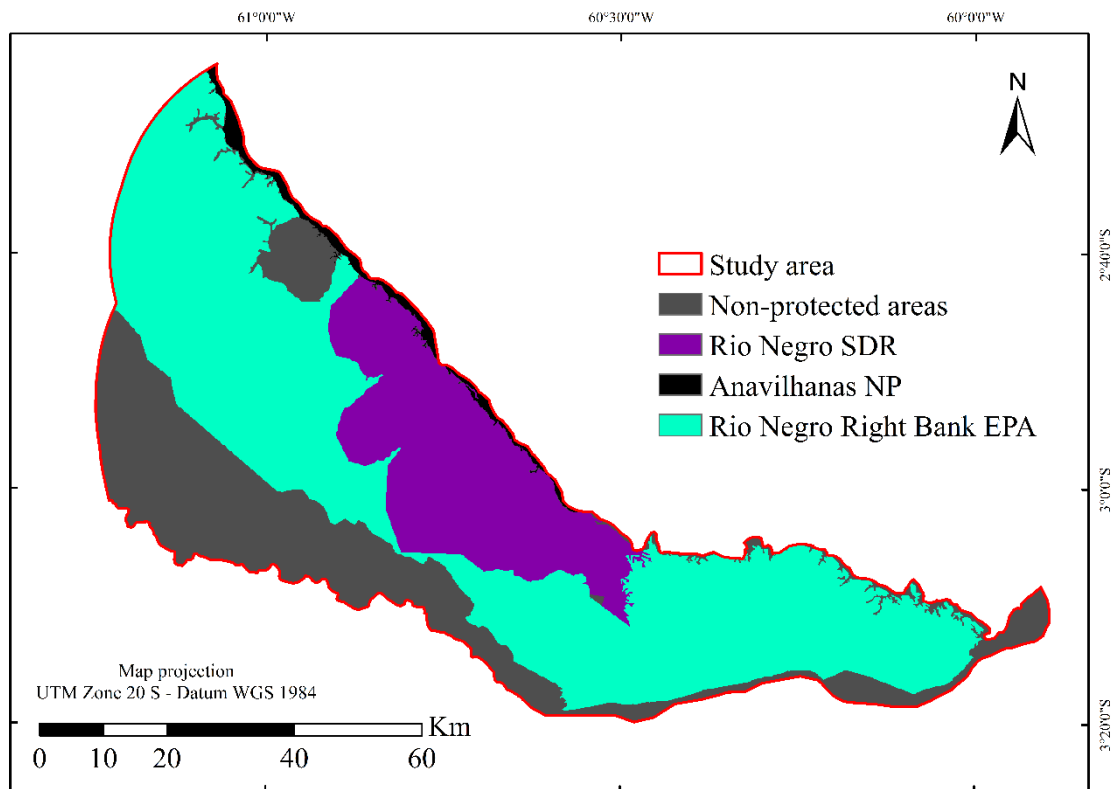 61°0'0"W 60°30'0"W 60°0'0"W
N
2°40'0"S
Study area
Non-protected areas
Rio Negro SDR
Anavilhanas NP
Rio Negro Right Bank EPA
3°0'0"S
Map projection
UTM Zone 20 S - Datum WGS 1984
3°20'0"S
Km
0 10 20 40 60